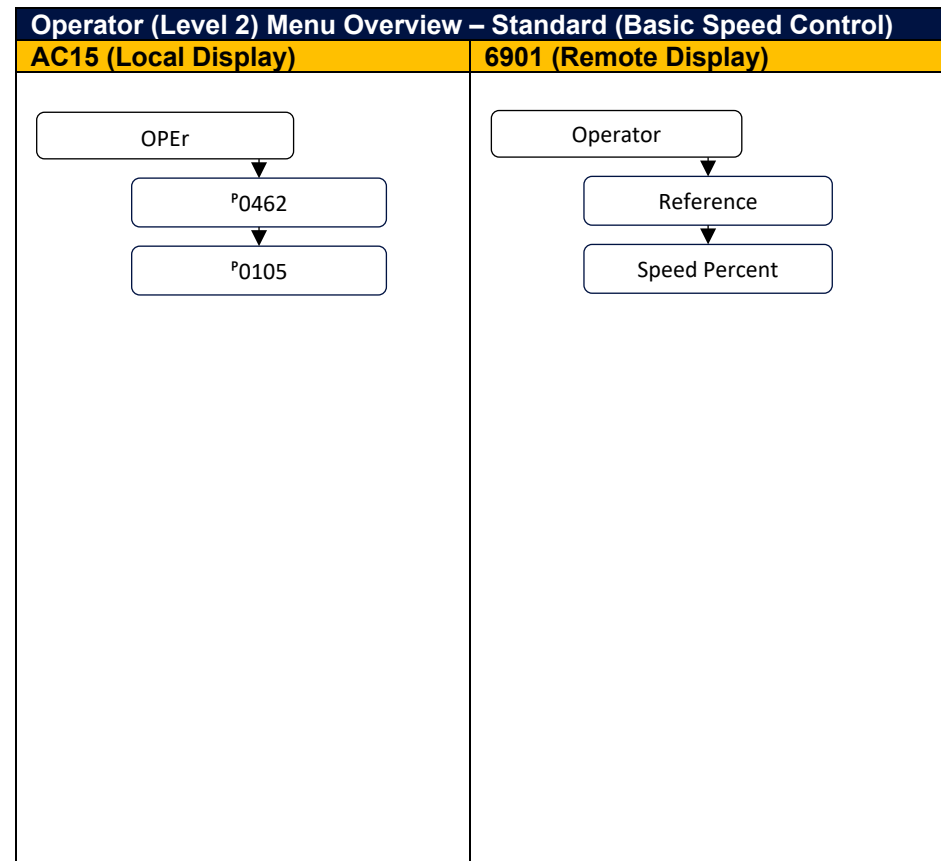 Operator (Level 2) Menu Overview – Standard (Basic Speed Control)
AC15 (Local Display)
6901 (Remote Display)
OPEr
ᴾ0462
ᴾ0105
Operator
Reference
Speed Percent